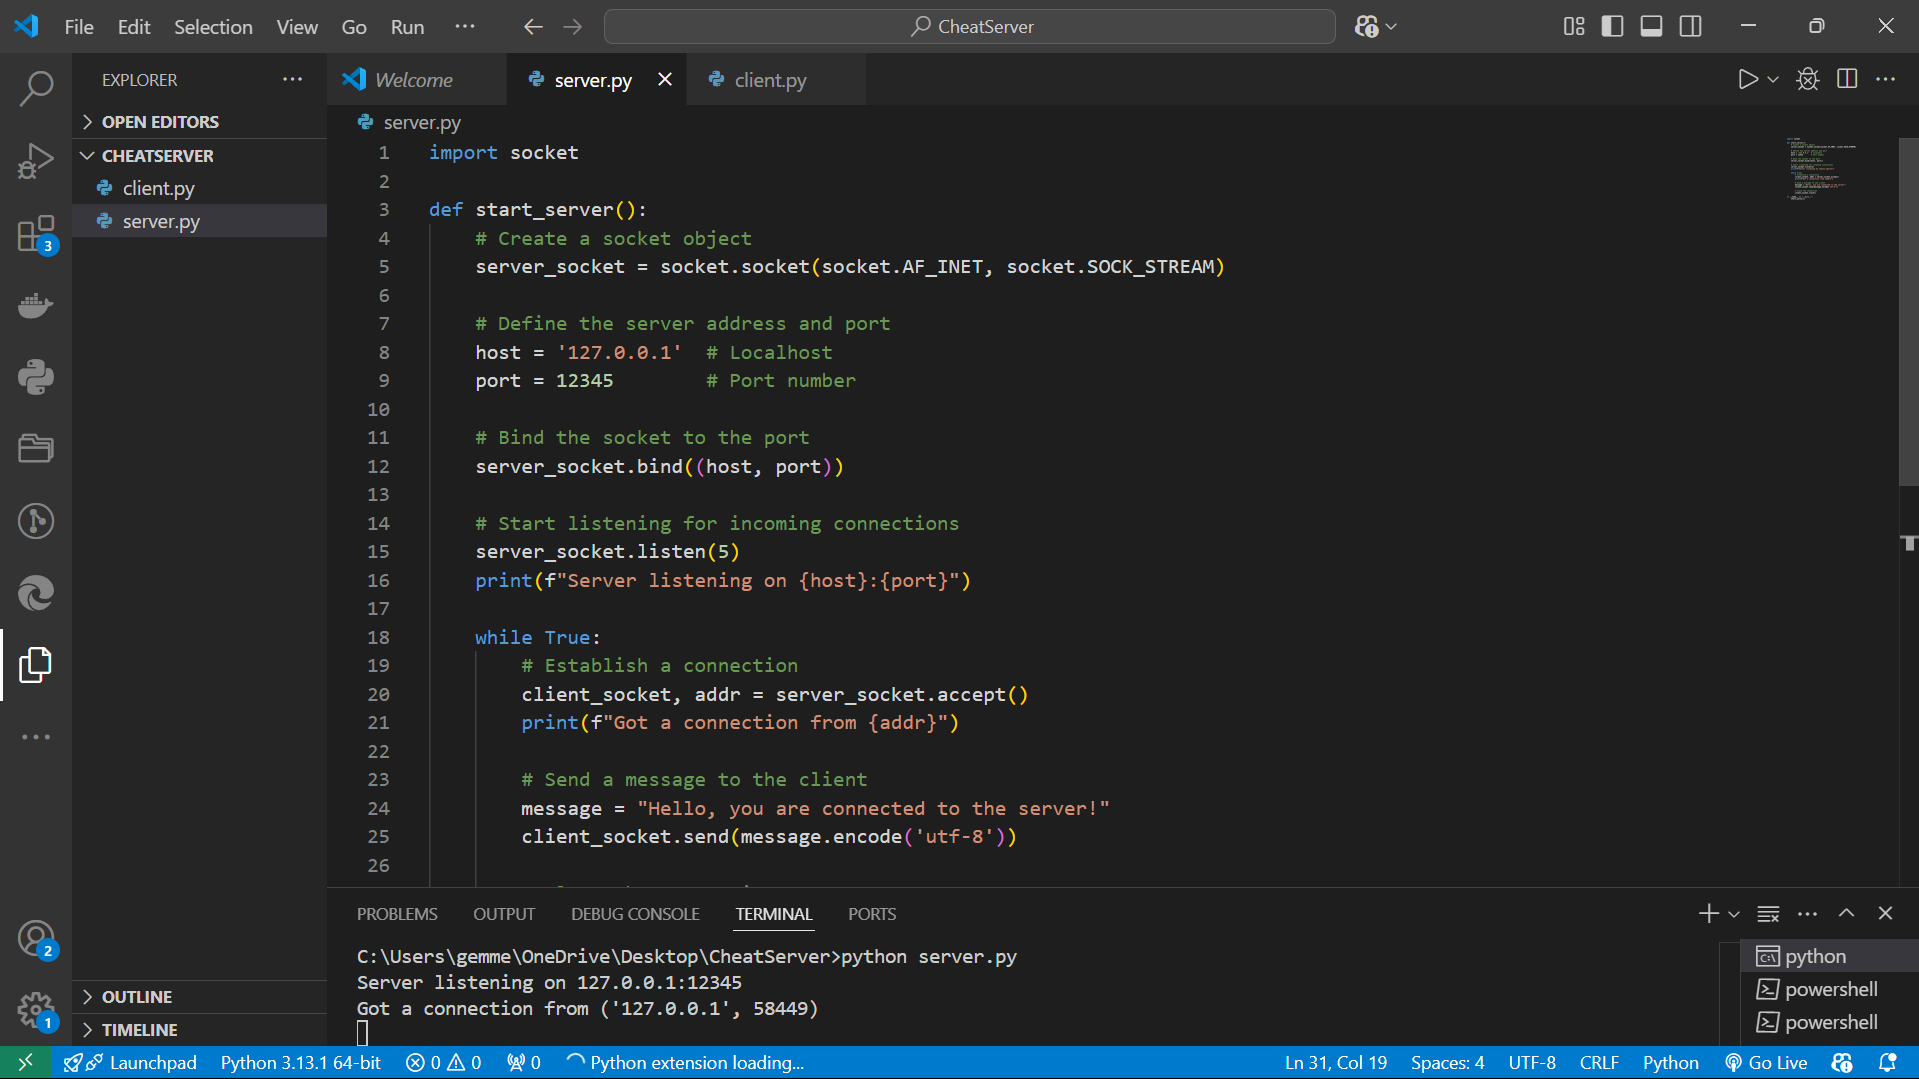 File Edit Selection View Go Run ··· CheatServer
EXPLORER ···
OPEN EDITORS
CHEATSERVER
client.py
server.py
3
2
1
OUTLINE
TIMELINE
Welcome server.py client.py
server.py
1 import socket
2
3 def start_server():
4     # Create a socket object
5     server_socket = socket.socket(socket.AF_INET, socket.SOCK_STREAM)
6
7     # Define the server address and port
8     host = '127.0.0.1'  # Localhost
9     port = 12345        # Port number
10
11     # Bind the socket to the port
12     server_socket.bind((host, port))
13
14     # Start listening for incoming connections
15     server_socket.listen(5)
16     print(f"Server listening on {host}:{port}")
17
18     while True:
19         # Establish a connection
20         client_socket, addr = server_socket.accept()
21         print(f"Got a connection from {addr}")
22
23         # Send a message to the client
24         message = "Hello, you are connected to the server!"
25         client_socket.send(message.encode('utf-8'))
26
PROBLEMS OUTPUT DEBUG CONSOLE TERMINAL PORTS
C:\Users\gemme\OneDrive\Desktop\CheatServer>python server.py
Server listening on 127.0.0.1:12345
Got a connection from ('127.0.0.1', 58449)
python
powershell
powershell
Launchpad Python 3.13.1 64-bit 0 0 0 Python extension loading... Ln 31, Col 19 Spaces: 4 UTF-8 CRLF Python Go Live